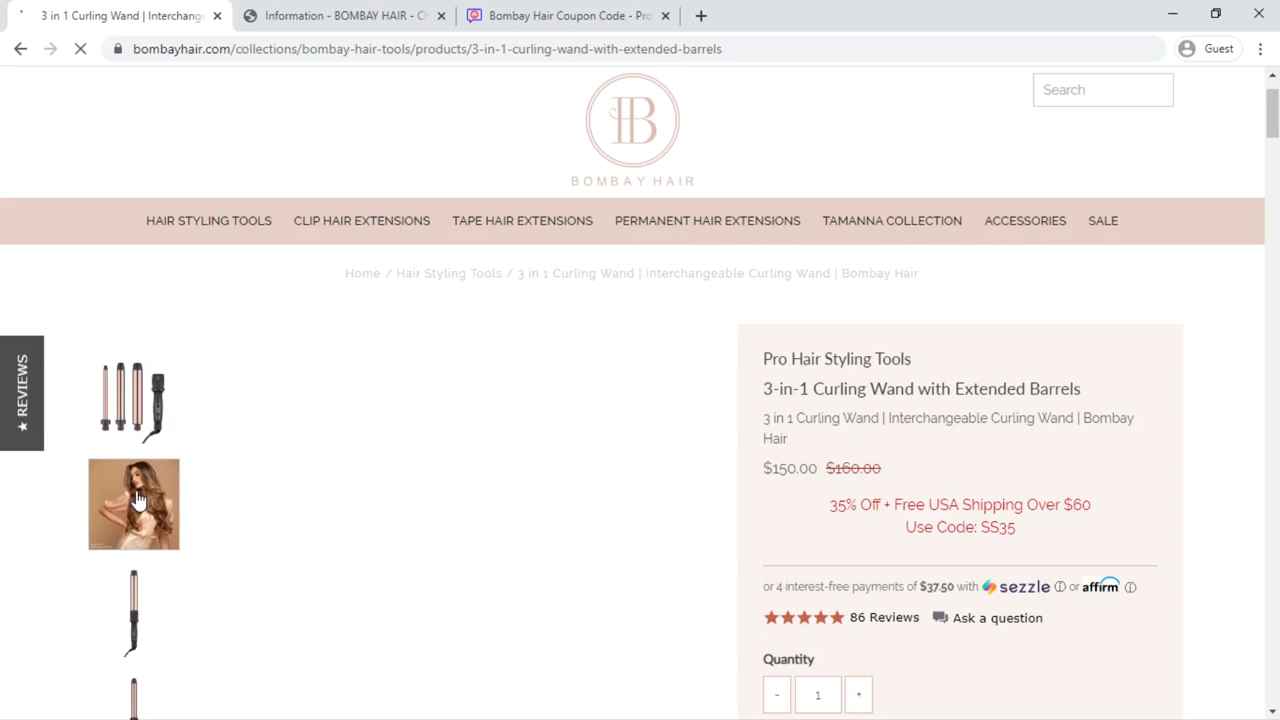 3 in 1 Curling Wand | Interchang
Information - BOMBAY HAIR - Ch
Bombay Hair Coupon Code - Pro
bombayhair.com/collections/bombay-hair-tools/products/3-in-1-curling-wand-with-extended-barrels
Guest
BOMBAY HAIR
Search
HAIR STYLING TOOLS CLIP HAIR EXTENSIONS TAPE HAIR EXTENSIONS PERMANENT HAIR EXTENSIONS TAMANNA COLLECTION ACCESSORIES SALE
Home / Hair Styling Tools / 3 in 1 Curling Wand | Interchangeable Curling Wand | Bombay Hair
★ REVIEWS
Pro Hair Styling Tools
3-in-1 Curling Wand with Extended Barrels
3 in 1 Curling Wand | Interchangeable Curling Wand | Bombay
Hair
$150.00 $160.00
35% Off + Free USA Shipping Over $60
Use Code: SS35
or 4 interest-free payments of $37.50 with sezzle ⓘ or affirm ⓘ
86 Reviews Ask a question
Quantity
- 1 +